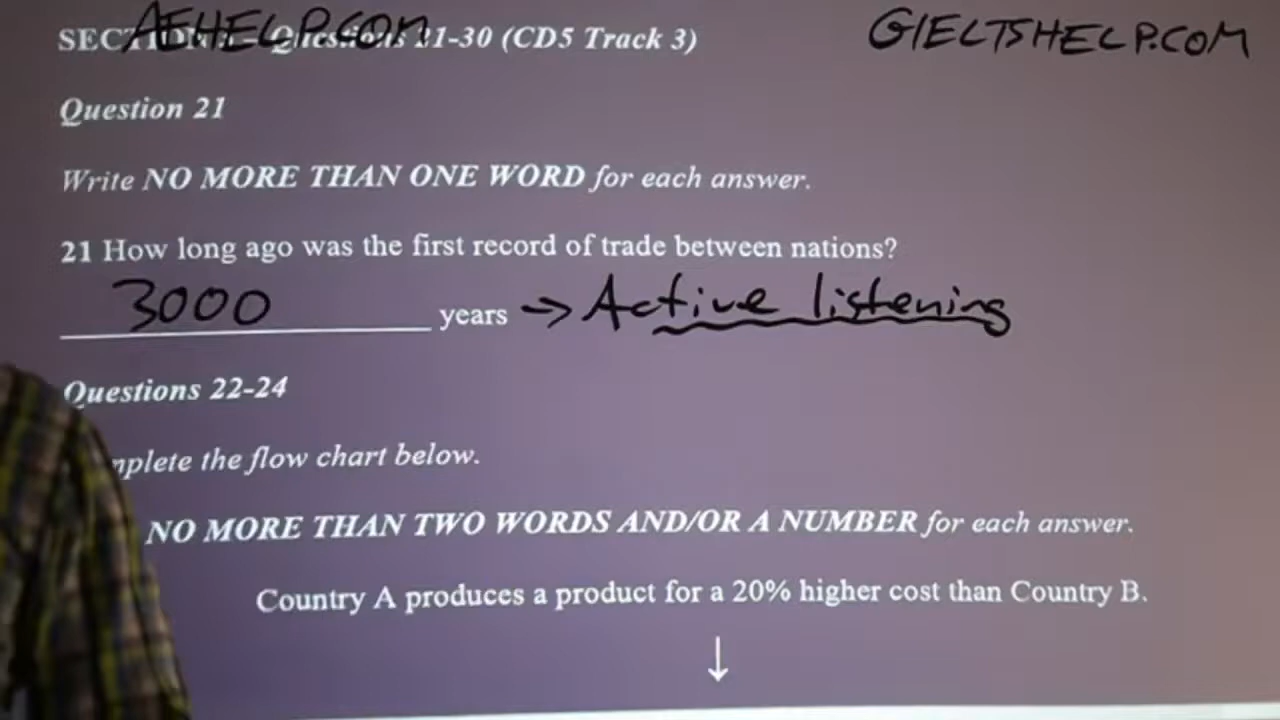 SECTION AEHELP.COM Questions 21-30 (CD5 Track 3) GIELTSHELP.COM
Question 21
Write NO MORE THAN ONE WORD for each answer.
21 How long ago was the first record of trade between nations?
3000 years → Active listening
Questions 22-24
mplete the flow chart below.
NO MORE THAN TWO WORDS AND/OR A NUMBER for each answer.
Country A produces a product for a 20% higher cost than Country B.
↓